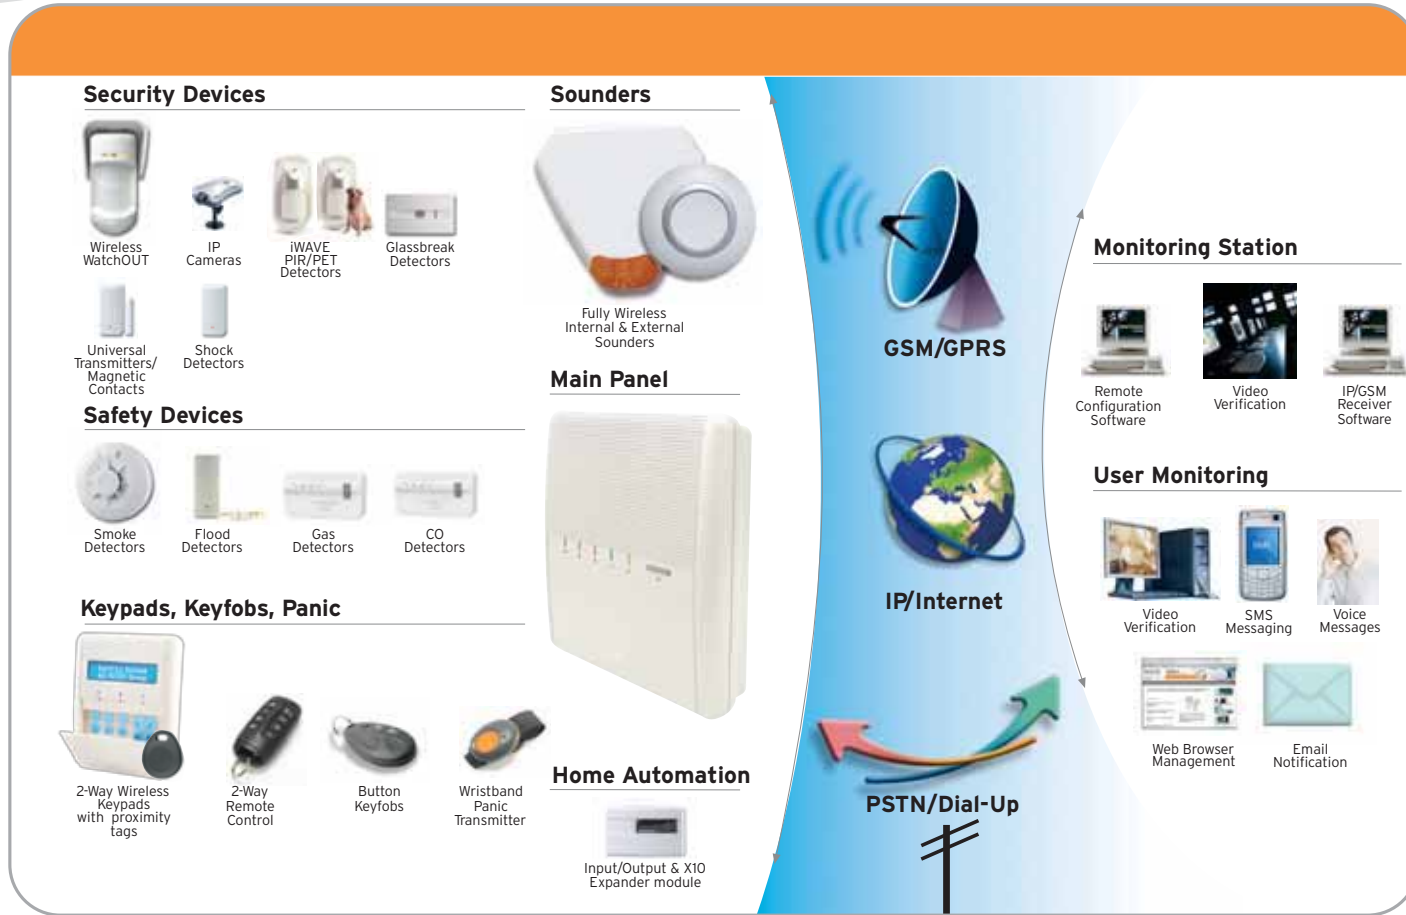 Security Devices
Wireless
WatchOUT
IP
Cameras
iWAVE
PIR/PET
Detectors
Glassbreak
Detectors
Universal
Transmitters/
Magnetic
Contacts
Shock
Detectors
Safety Devices
Smoke
Detectors
Flood
Detectors
Gas
Detectors
CO
Detectors
Keypads, Keyfobs, Panic
2-Way Wireless
Keypads
with proximity
tags
2-Way
Remote
Control
Button
Keyfobs
Wristband
Panic
Transmitter
Sounders
Fully Wireless
Internal & External
Sounders
Main Panel
Home Automation
Input/Output & X10
Expander module
GSM/GPRS
IP/Internet
PSTN/Dial-Up
Monitoring Station
Remote
Configuration
Software
Video
Verification
IP/GSM
Receiver
Software
User Monitoring
Video
Verification
SMS
Messaging
Voice
Messages
Web Browser
Management
Email
Notification